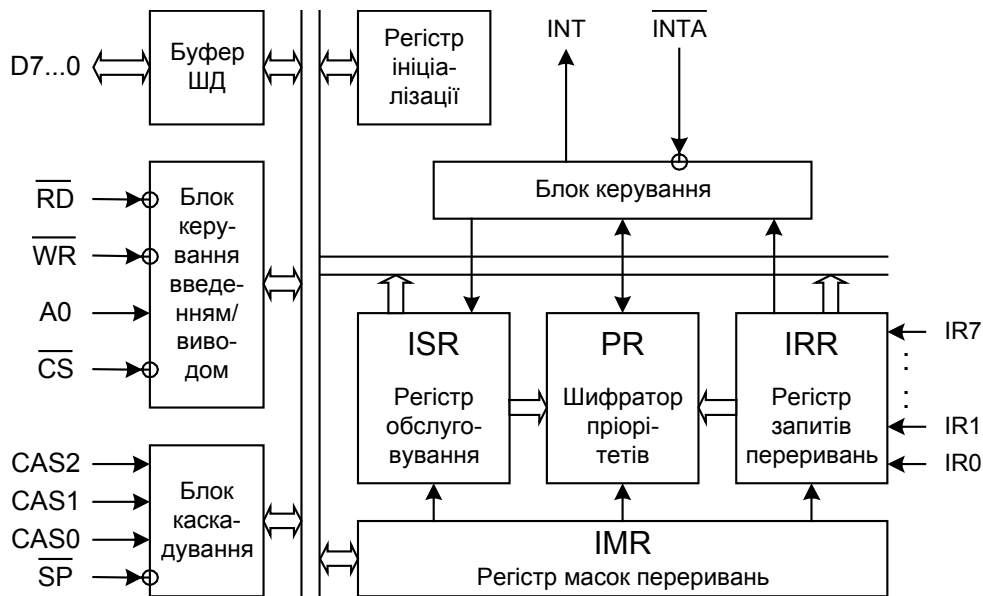 D7...0
Буфер
ШД
Регістр
ініціа-
лізації
INT
INTA
Блок керування
RD
WR
A0
CS
Блок
керу-
вання
введе-
нням/
виво-
дом
CAS2
CAS1
CAS0
SP
Блок
каска-
дування
ISR
Регістр
обслуго-
вування
PR
Шифратор
пріорі-
тетів
IRR
Регістр
запитів
переривань
IR7
IR1
IR0
IMR
Регістр масок переривань